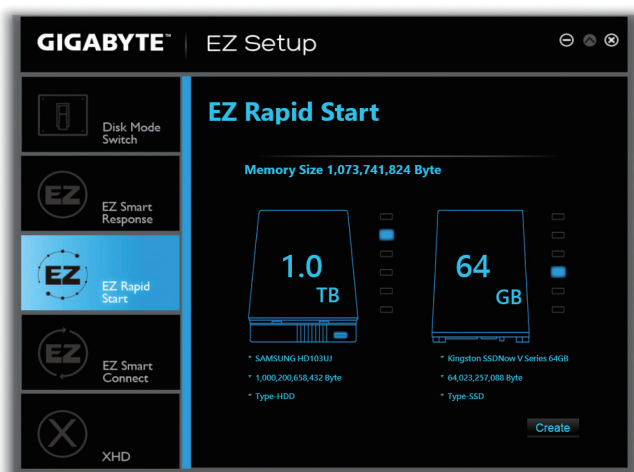 GIGABYTE™
EZ Setup
Disk Mode
Switch
EZ
EZ Smart
Response
EZ
EZ Rapid
Start
EZ
EZ Smart
Connect
X
XHD
EZ Rapid Start
Memory Size 1,073,741,824 Byte
1.0
TB
* SAMSUNG HD103UJ
* 1,000,200,658,432 Byte
* Type-HDD
64
GB
* Kingston SSDNow V Series 64GB
* 64,023,257,088 Byte
* Type-SSD
Create